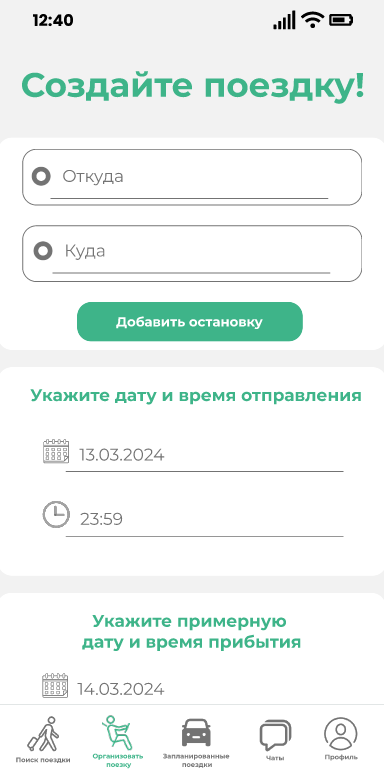 12:40
Создайте поездку!
Откуда
Куда
Добавить остановку
Укажите дату и время отправления
13.03.2024
23:59
Укажите примерную
дату и время прибытия
14.03.2024
Поиск поездки
Организовать
поезку
Запланированные
поездки
Чаты
Профиль